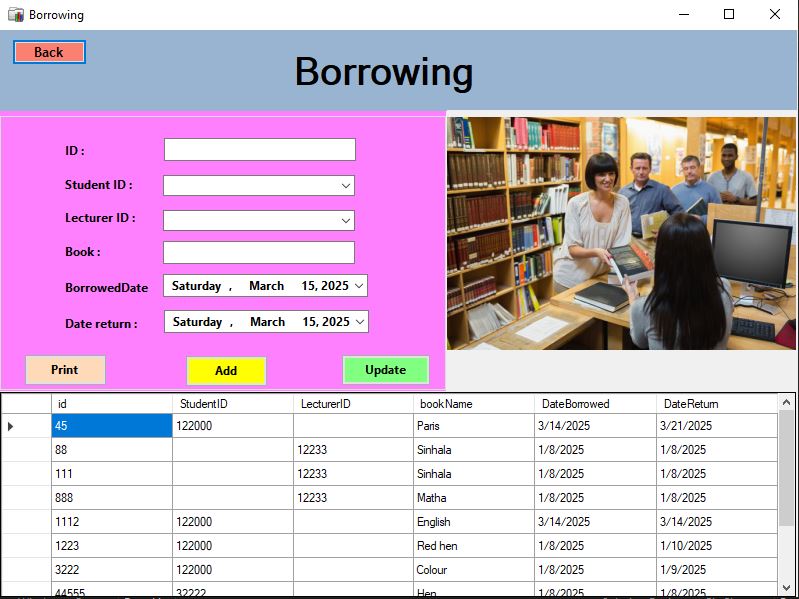 Borrowing
Back
Borrowing
ID :
Student ID :
Lecturer ID :
Book :
BorrowedDate Saturday , March 15, 2025
Date return : Saturday , March 15, 2025
Print Add Update
id StudentID LecturerID bookName DateBorrowed DateReturn
45 122000 Paris 3/14/2025 3/21/2025
88 12233 Sinhala 1/8/2025 1/8/2025
111 12233 Sinhala 1/8/2025 1/8/2025
888 12233 Matha 1/8/2025 1/8/2025
1112 122000 English 3/14/2025 3/14/2025
1223 122000 Red hen 1/8/2025 1/10/2025
3222 122000 Colour 1/8/2025 1/9/2025
44555 32222 Hen 1/8/2025 1/8/2025